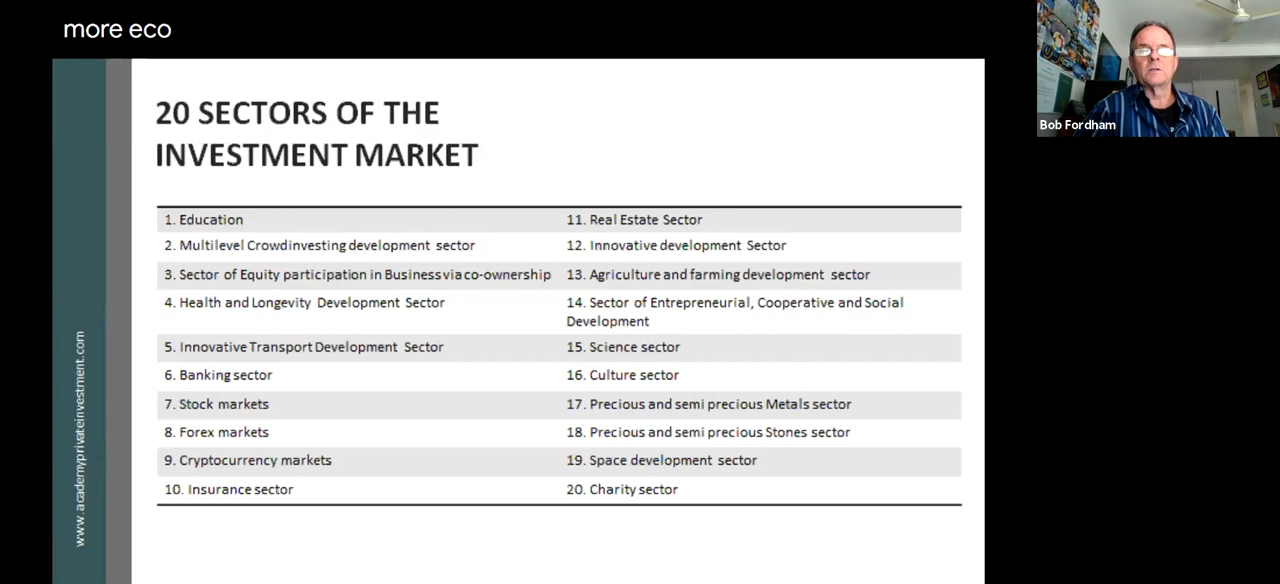 more eco
Bob Fordham
20 SECTORS OF THE
INVESTMENT MARKET
1. Education
11. Real Estate Sector
2. Multilevel Crowdinvesting development sector
12. Innovative development Sector
3. Sector of Equity participation in Business via co-ownership
13. Agriculture and farming development sector
4. Health and Longevity Development Sector
14. Sector of Entrepreneurial, Cooperative and Social
Development
5. Innovative Transport Development Sector
15. Science sector
6. Banking sector
16. Culture sector
7. Stock markets
17. Precious and semi precious Metals sector
8. Forex markets
18. Precious and semi precious Stones sector
9. Cryptocurrency markets
19. Space development sector
10. Insurance sector
20. Charity sector
www.academyprivateinvestment.com